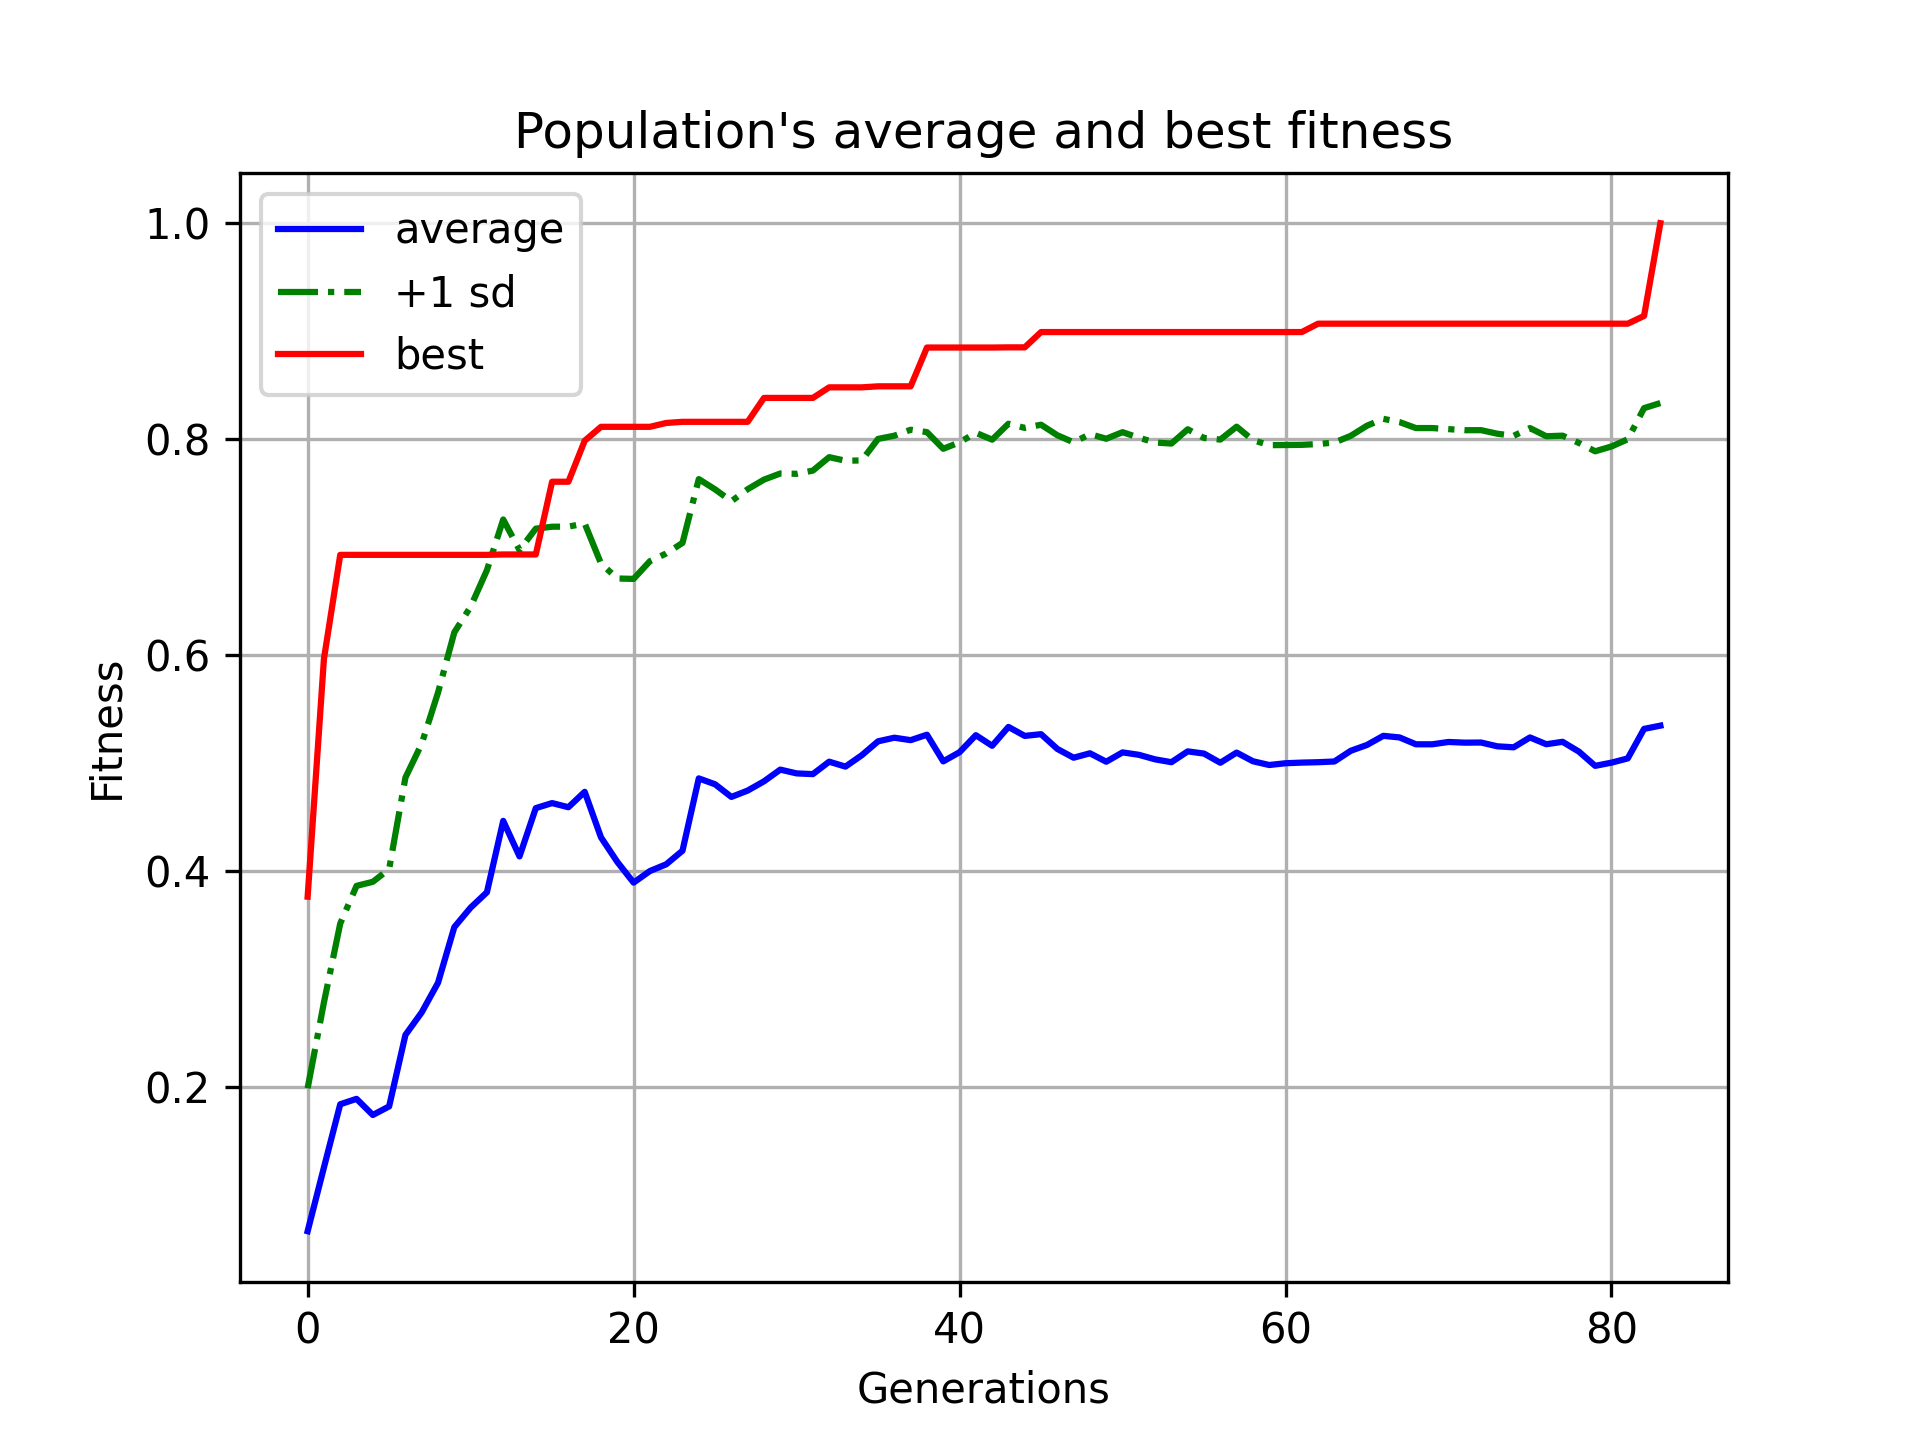 Population's average and best fitness
average
+1 sd
best
1.0
0.8
0.6
0.4
0.2
Fitness
0 20 40 60 80
Generations